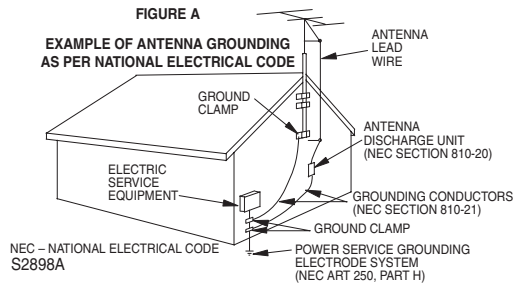 FIGURE A
EXAMPLE OF ANTENNA GROUNDING
AS PER NATIONAL ELECTRICAL CODE
ANTENNA
LEAD
WIRE
GROUND
CLAMP
ANTENNA
DISCHARGE UNIT
(NEC SECTION 810-20)
ELECTRIC
SERVICE
EQUIPMENT
GROUNDING CONDUCTORS
(NEC SECTION 810-21)
GROUND CLAMP
NEC – NATIONAL ELECTRICAL CODE
S2898A
POWER SERVICE GROUNDING
ELECTRODE SYSTEM
(NEC ART 250, PART H)